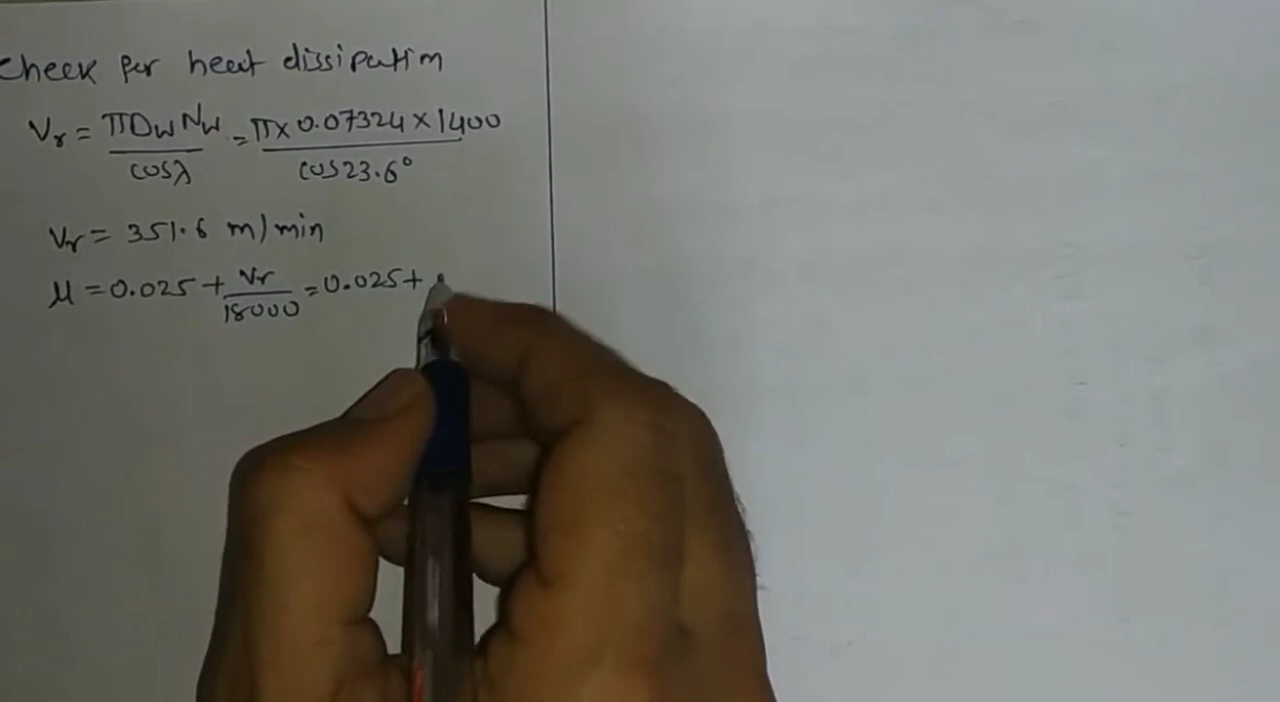 Check for heat dissipation
Vr = πDwNw / cosλ = π × 0.07324 × 1400 / cos23.6°
Vr = 351.6 m/min
μ = 0.025 + Vr / 18000 = 0.025 +